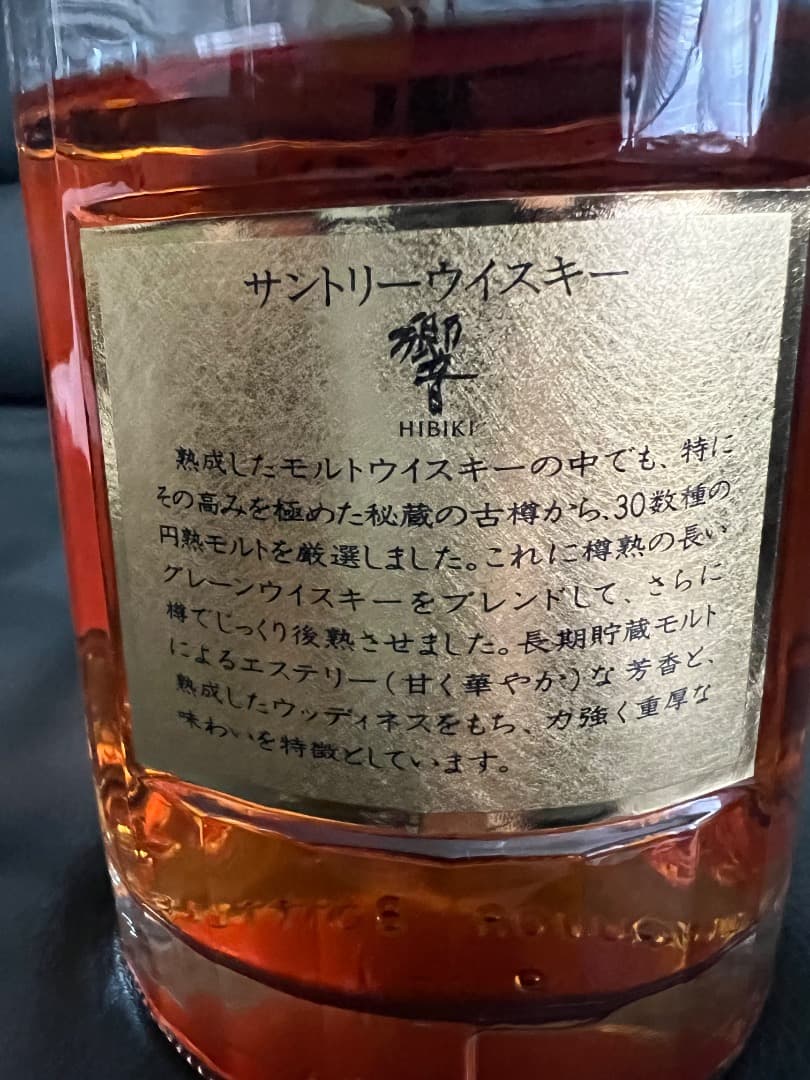 サントリーウイスキー
響
HIBIKI
熟成したモルトウイスキーの中でも、特に
その高みを極めた秘蔵の古樽から、30数種の
円熟モルトを厳選しました。これに樽熟の長い
グレーンウイスキーをブレンドして、さらに
樽でじっくり後熟させました。長期貯蔵モルト
によるエステリー(甘く華やか)な芳香と、
熟成したウッディネスをもち、力強く重厚な
味わいを特徴としています。